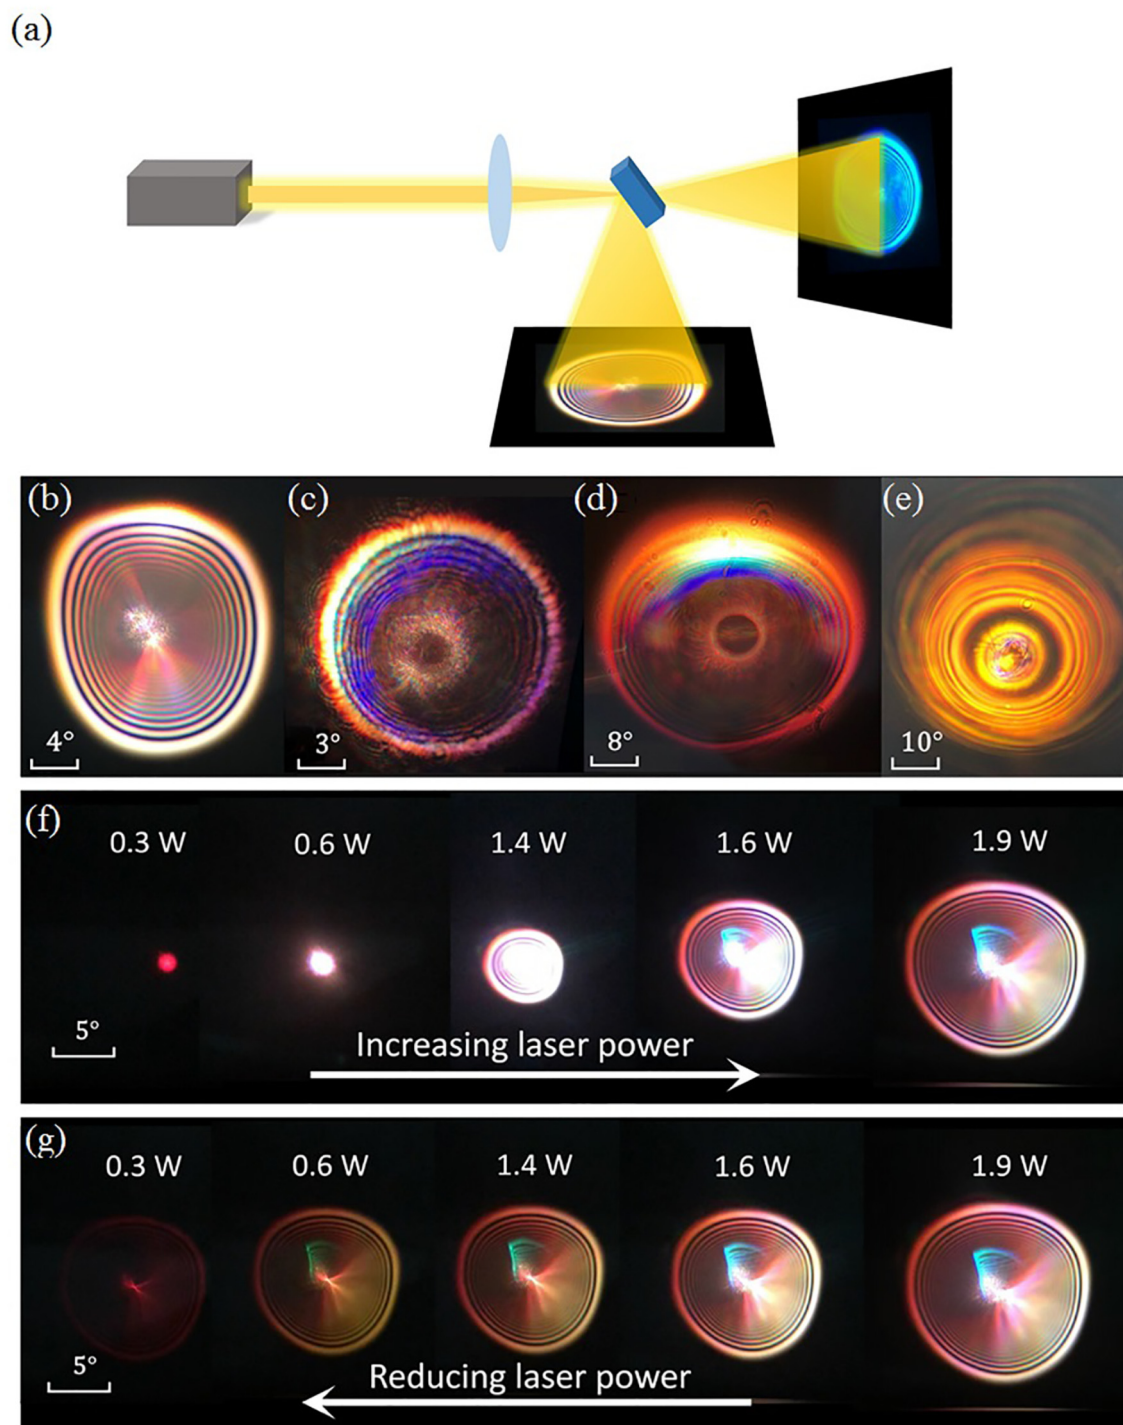 (a)
(b) (c) (d) (e)
4° 3° 8° 10°
(f)
0.3 W 0.6 W 1.4 W 1.6 W 1.9 W
5°
Increasing laser power
(g)
0.3 W 0.6 W 1.4 W 1.6 W 1.9 W
5°
Reducing laser power